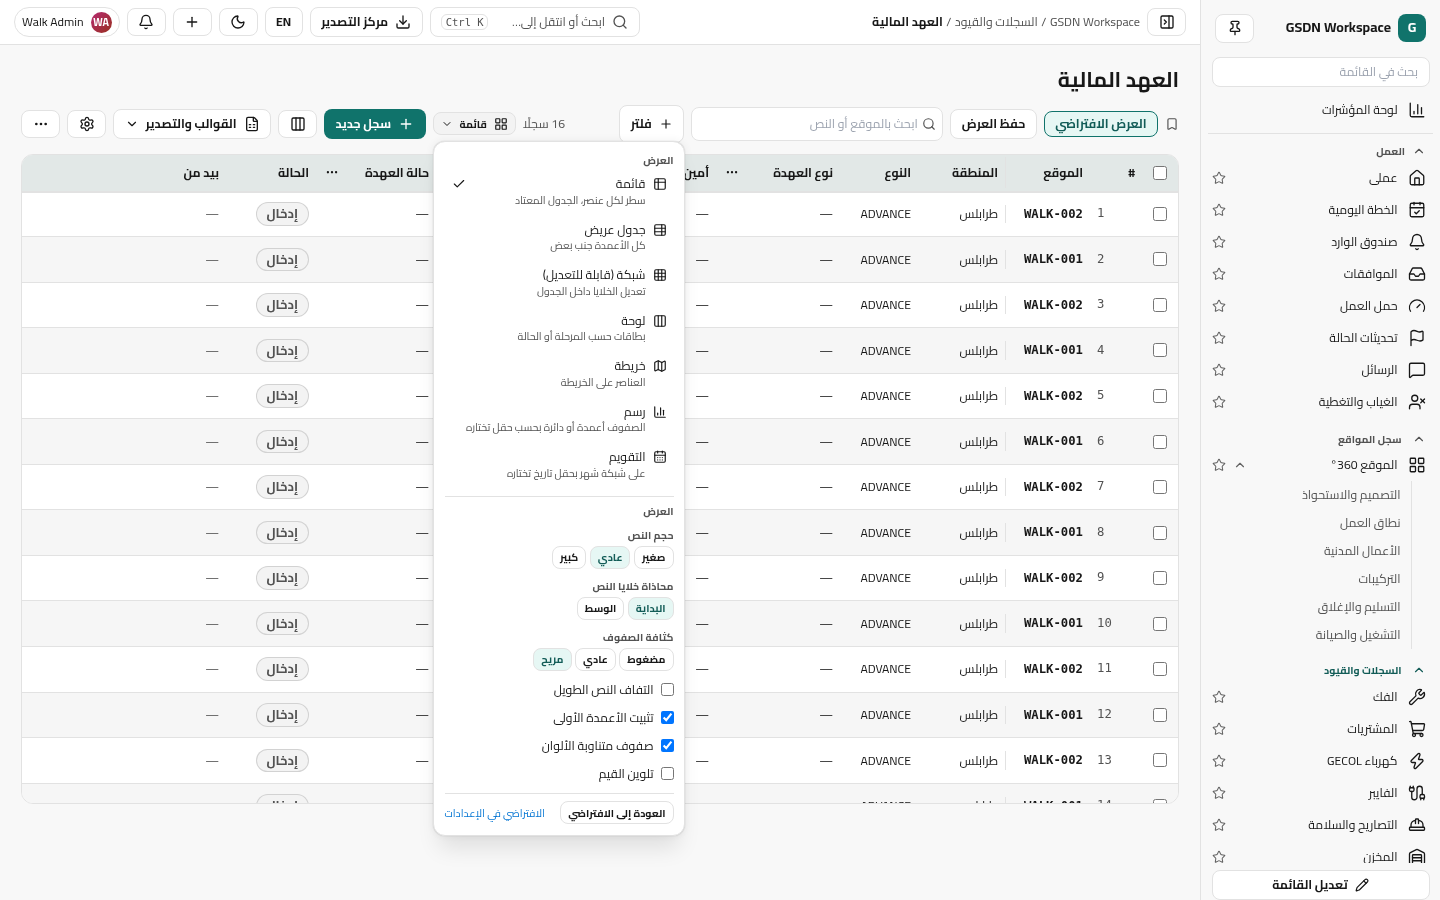 G GSDN Workspace
بحث في القائمة
لوحة المؤشرات
العمل
عملي
الخطة اليومية
صندوق الوارد
الموافقات
حمل العمل
تحديثات الحالة
الرسائل
الغياب والتغطية
سجل المواقع
الموقع 360°
التصميم والاستحواذ
نطاق العمل
الأعمال المدنية
التركيبات
التسليم والإغلاق
التشغيل والصيانة
السجلات والقيود
الفك
المشتريات
كهرباء GECOL
الفايبر
التصاريح والسلامة
المخزن
تعديل القائمة
GSDN Workspace / السجلات والقيود / العهد المالية
ابحث أو انتقل إلى... Ctrl K
مركز التصدير
EN
WA Walk Admin
العهد المالية
العرض الافتراضي
حفظ العرض
ابحث بالموقع أو النص
+ فلتر
16 سجلًا
قائمة
+ سجل جديد
القوالب والتصدير
...
# الموقع المنطقة النوع نوع العهدة ... أمين حالة العهدة ... الحالة بيد من
1 WALK-002 طرابلس ADVANCE — — — إدخال —
2 WALK-001 طرابلس ADVANCE — — — إدخال —
3 WALK-002 طرابلس ADVANCE — — — إدخال —
4 WALK-001 طرابلس ADVANCE — — — إدخال —
5 WALK-002 طرابلس ADVANCE — — — إدخال —
6 WALK-001 طرابلس ADVANCE — — — إدخال —
7 WALK-002 طرابلس ADVANCE — — — إدخال —
8 WALK-001 طرابلس ADVANCE — — — إدخال —
9 WALK-002 طرابلس ADVANCE — — — إدخال —
10 WALK-001 طرابلس ADVANCE — — — إدخال —
11 WALK-002 طرابلس ADVANCE — — — إدخال —
12 WALK-001 طرابلس ADVANCE — — — إدخال —
13 WALK-002 طرابلس ADVANCE — — — إدخال —
العرض
قائمة
سطر لكل عنصر، الجدول المعتاد
جدول عريض
كل الأعمدة جنب بعض
شبكة (قابلة للتعديل)
تعديل الخلايا داخل الجدول
لوحة
بطاقات حسب المرحلة أو الحالة
خريطة
العناصر على الخريطة
رسم
الصفوف أعمدة أو دائرة بحسب حقل تختاره
التقويم
على شبكة شهر بحقل تاريخ تختاره
العرض
حجم النص
صغير عادي كبير
محاذاة خلايا النص
البداية الوسط
كثافة الصفوف
مضغوط عادي مريح
التفاف النص الطويل
تثبيت الأعمدة الأولى
صفوف متناوبة الألوان
تلوين القيم
العودة إلى الافتراضي الافتراضي في الإعدادات